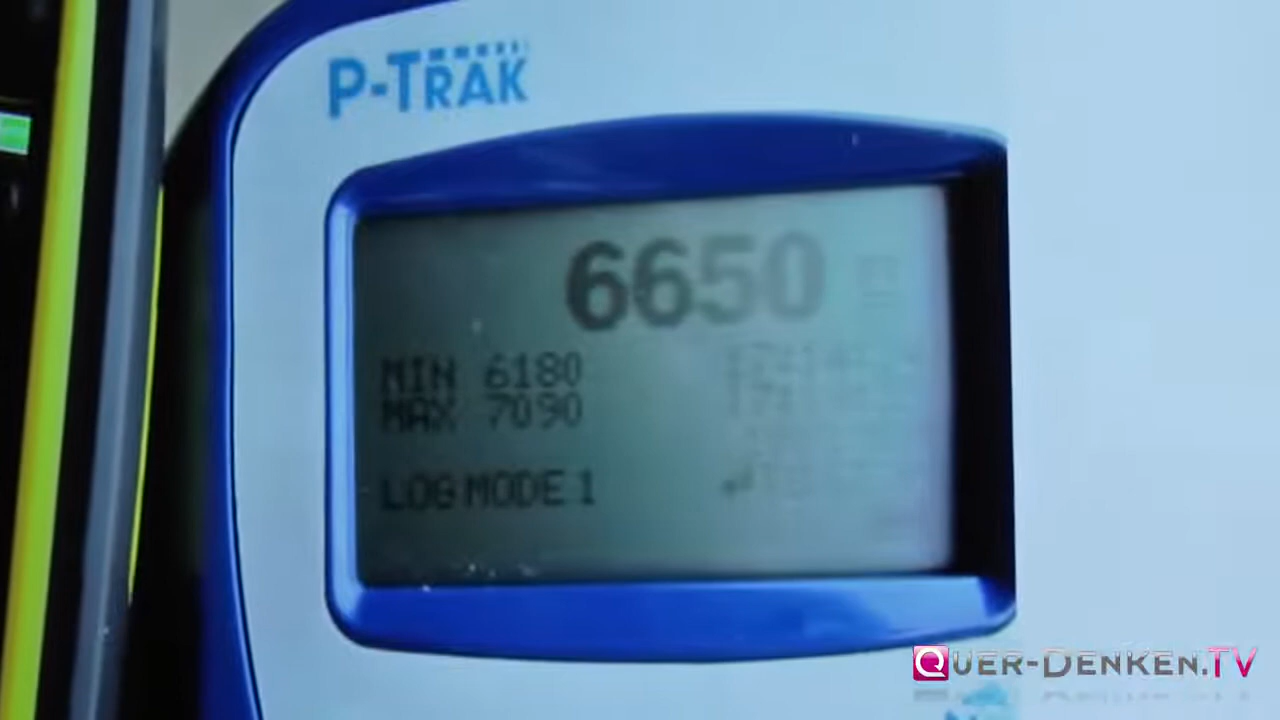 P-TRAK
6650
MIN 6180
MAX 7090
LOG MODE 1
QUER-DENKEN.TV